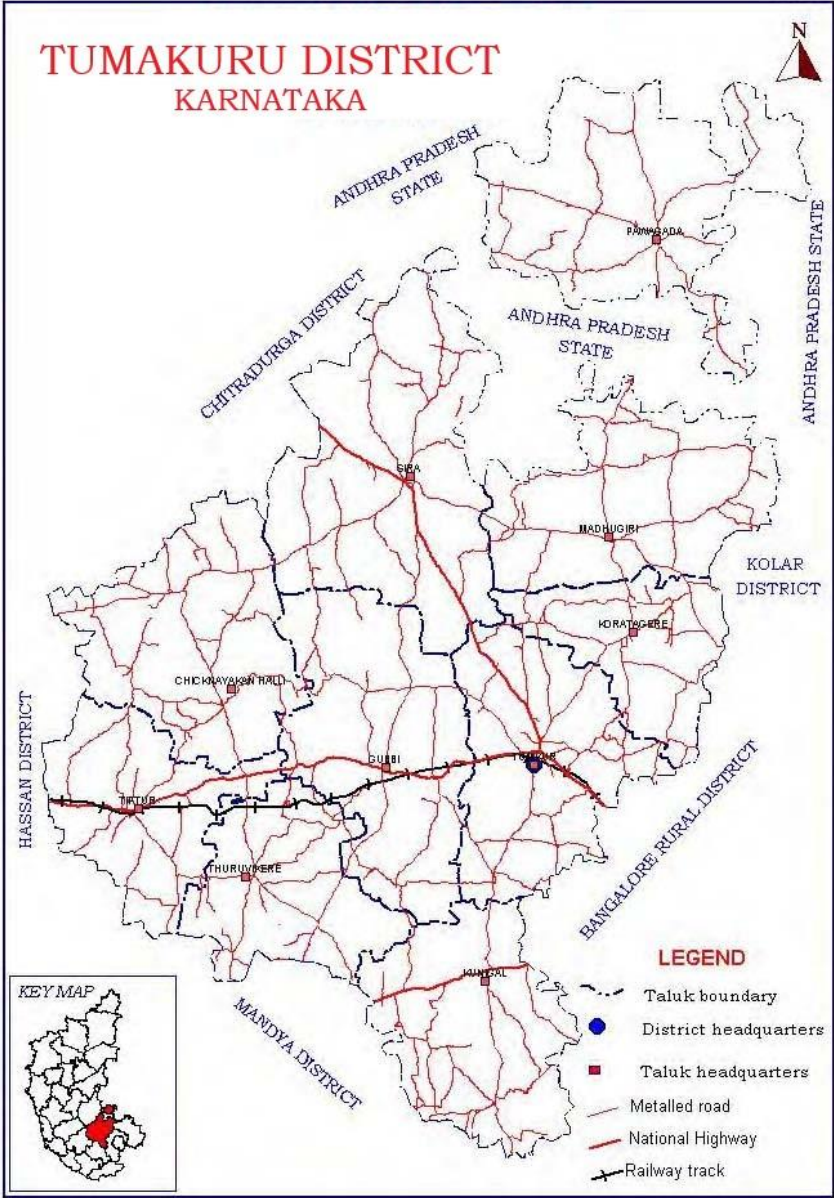 TUMAKURU DISTRICT
KARNATAKA
N
ANDHRA PRADESH
STATE
ANDHRA PRADESH STATE
PAVAGADA
ANDHRA PRADESH
STATE
CHITRADURGA DISTRICT
SIRA
MADHUGIRI
KOLAR
DISTRICT
KORATAGERE
CHICKNAYAKAN HALLI
HASSAN DISTRICT
GUBBI
TIPTUR
THURUVEKERE
BANGALORE RURAL DISTRICT
KUNIGAL
MANDYA DISTRICT
KEY MAP
LEGEND
Taluk boundary
District headquarters
Taluk headquarters
Metalled road
National Highway
Railway track